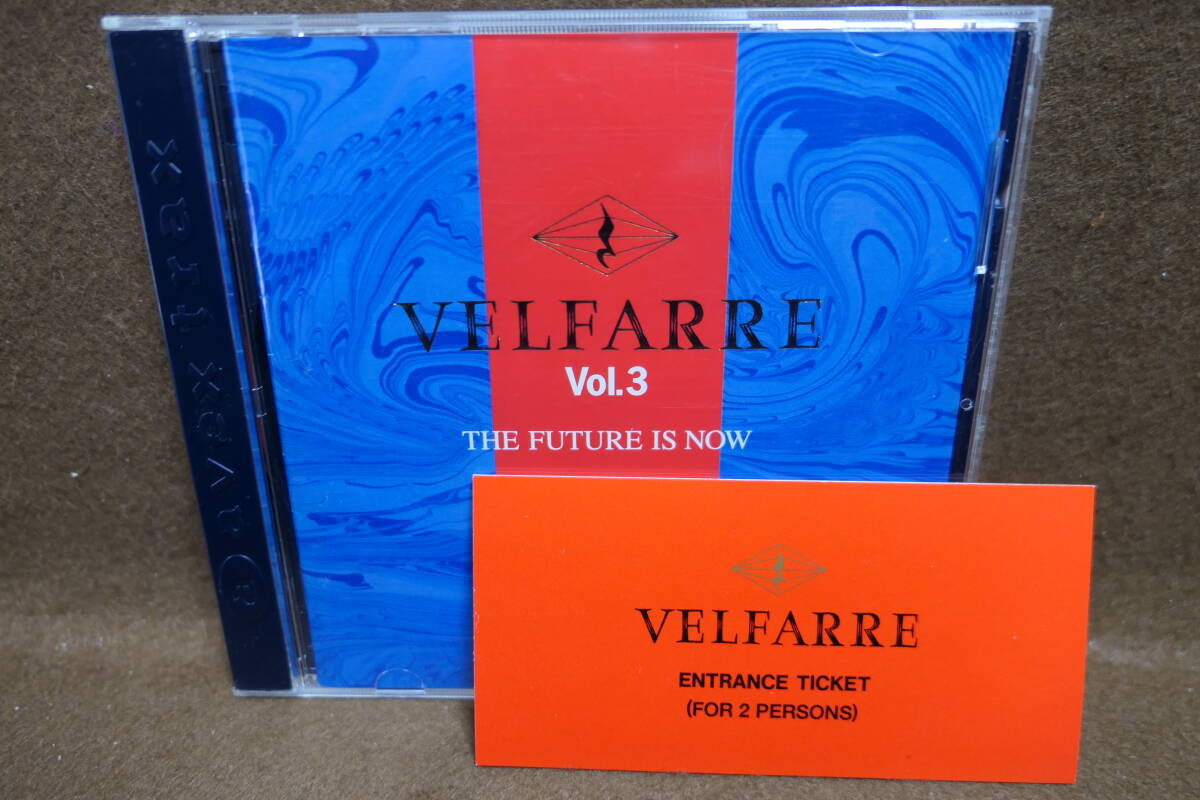 avex trax
VELFARRE
Vol.3
THE FUTURE IS NOW
VELFARRE
ENTRANCE TICKET
(FOR 2 PERSONS)